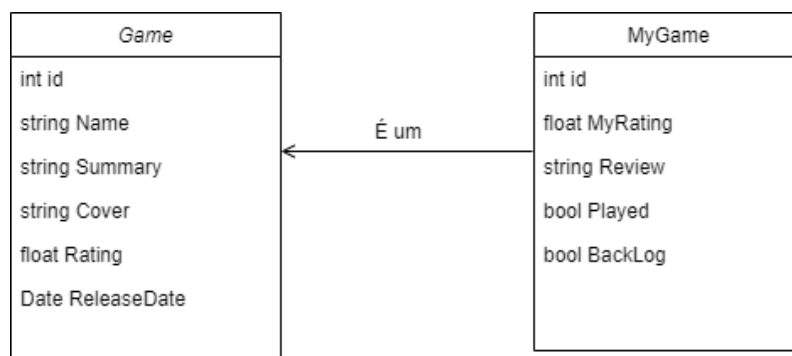 Game
int id
string Name
string Summary
string Cover
float Rating
Date ReleaseDate
É um
MyGame
int id
float MyRating
string Review
bool Played
bool BackLog